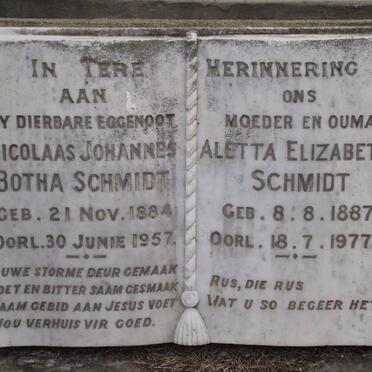 IN TERE
AAN
Y DIERBARE EGGENOOT
NICOLAAS JOHANNES
BOTHA SCHMIDT
GEB. 21 NOV. 1884
OORL. 30 JUNIE 1957.
UWE STORME DEUR GEMAAK
OET EN BITTER SAAM GESMAAK
AAM GEBID AAN JESUS VOET
NOU VERHUIS VIR GOED.
HERINNERING
ONS
MOEDER EN OUMA
ALETTA ELIZABET
SCHMIDT
GEB. 8.8.1887
OORL. 18.7.1977
RUS, DIE RUS
WAT U SO BEGEER HET